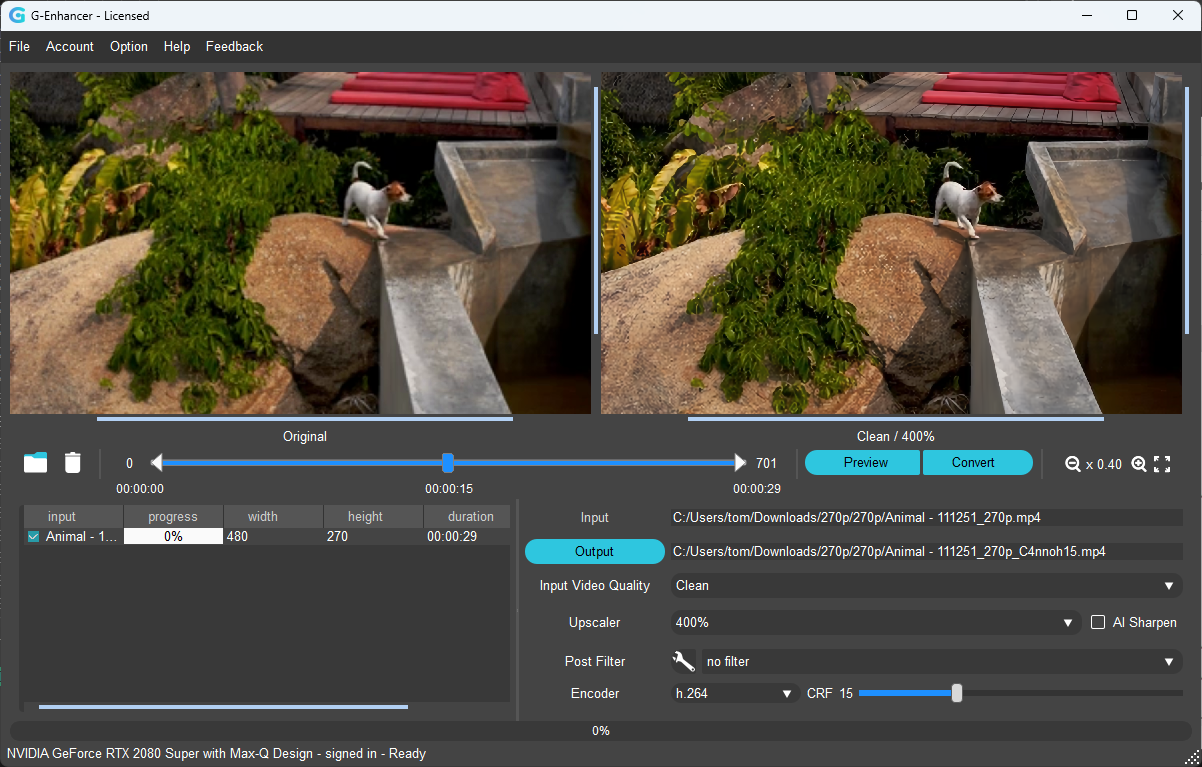 G-Enhancer - Licensed
File Account Option Help Feedback
Original
Clean / 400%
0
701
Preview
Convert
x 0.40
00:00:00
00:00:15
00:00:29
input progress width height duration
Animal - 1... 0% 480 270 00:00:29
Input C:/Users/tom/Downloads/270p/270p/Animal - 111251_270p.mp4
Output C:/Users/tom/Downloads/270p/270p/Animal - 111251_270p_C4nnoh15.mp4
Input Video Quality Clean
Upscaler 400% AI Sharpen
Post Filter no filter
Encoder h.264 CRF 15
0%
NVIDIA GeForce RTX 2080 Super with Max-Q Design - signed in - Ready